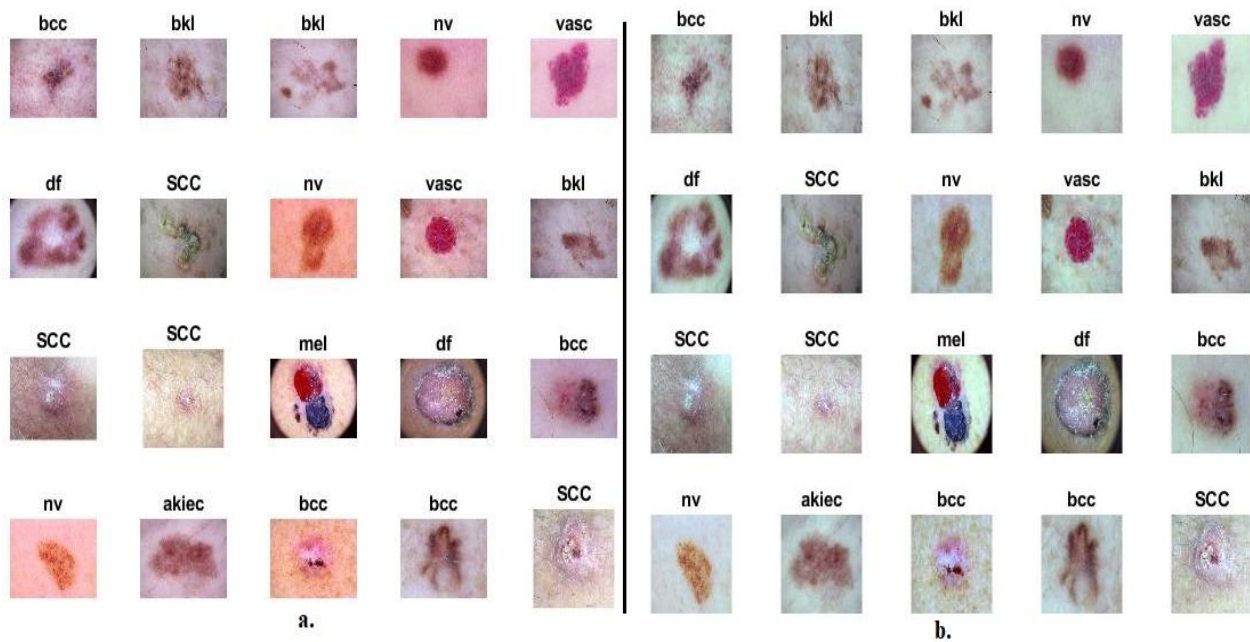 bcc bkl bkl nv vasc
df SCC nv vasc bkl
SCC SCC mel df bcc
nv akiec bcc bcc SCC
a.
bcc bkl bkl nv vasc
df SCC nv vasc bkl
SCC SCC mel df bcc
nv akiec bcc bcc SCC
b.